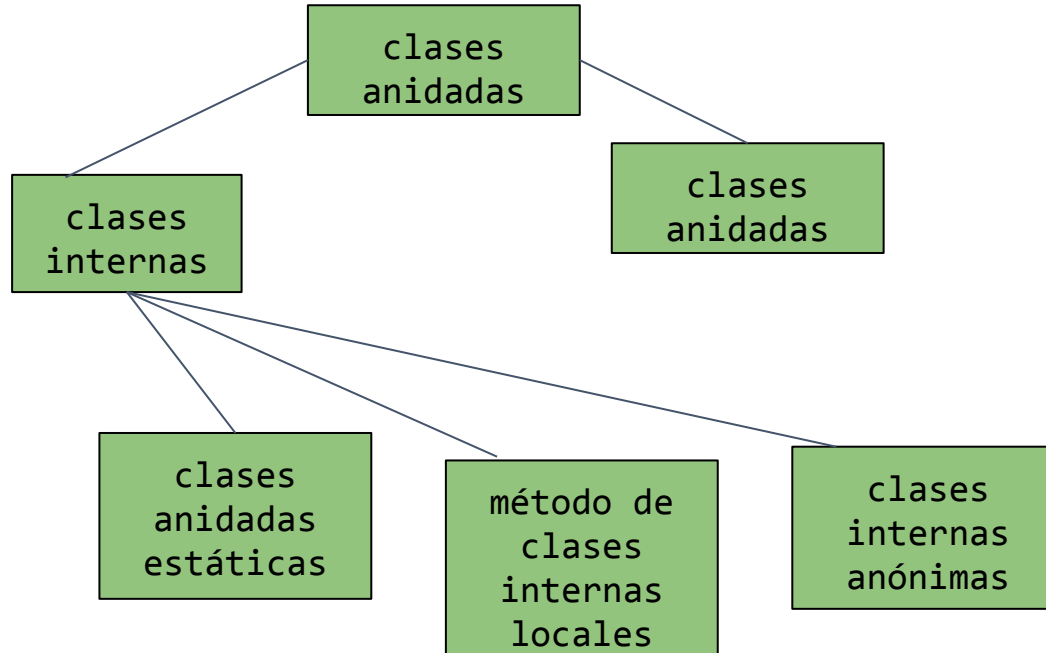 clases
anidadas
clases
anidadas
clases
internas
clases
anidadas
estáticas
método de
clases
internas
locales
clases
internas
anónimas